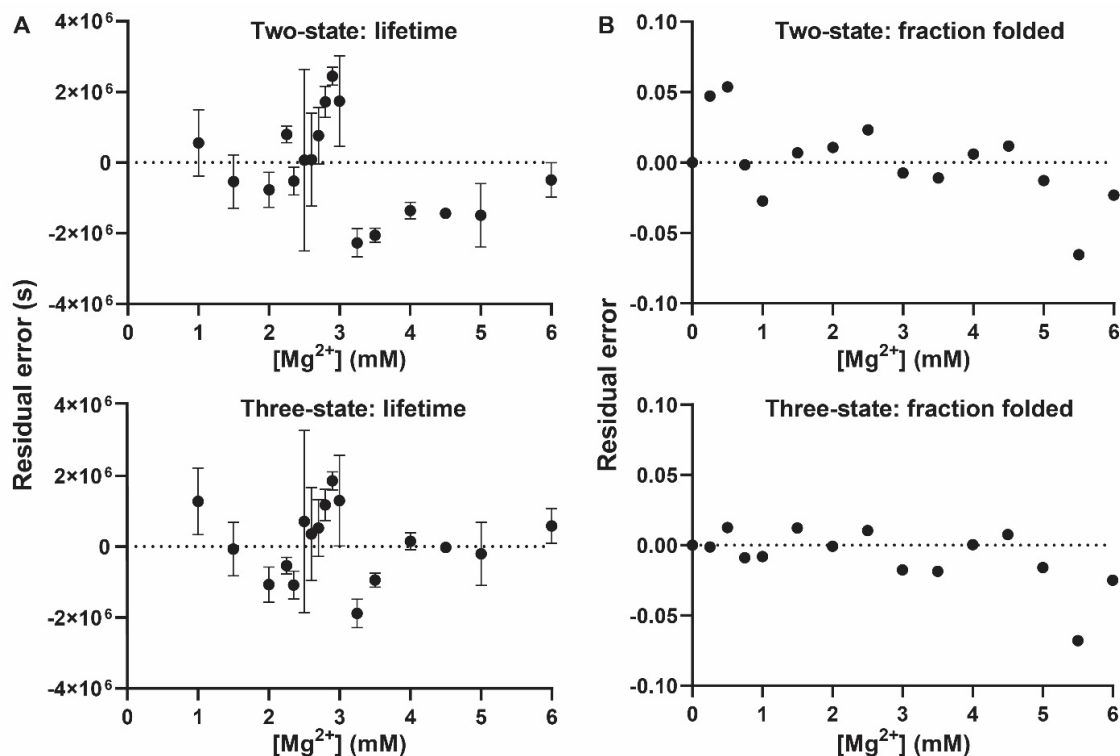 A
Two-state: lifetime
4×10⁶
2×10⁶
0
-2×10⁶
-4×10⁶
0 1 2 3 4 5 6
[Mg²⁺] (mM)
Three-state: lifetime
4×10⁶
2×10⁶
0
-2×10⁶
-4×10⁶
0 1 2 3 4 5 6
[Mg²⁺] (mM)
Residual error (s)
B
Two-state: fraction folded
0.10
0.05
0.00
-0.05
-0.10
0 1 2 3 4 5 6
[Mg²⁺] (mM)
Three-state: fraction folded
0.10
0.05
0.00
-0.05
-0.10
0 1 2 3 4 5 6
[Mg²⁺] (mM)
Residual error